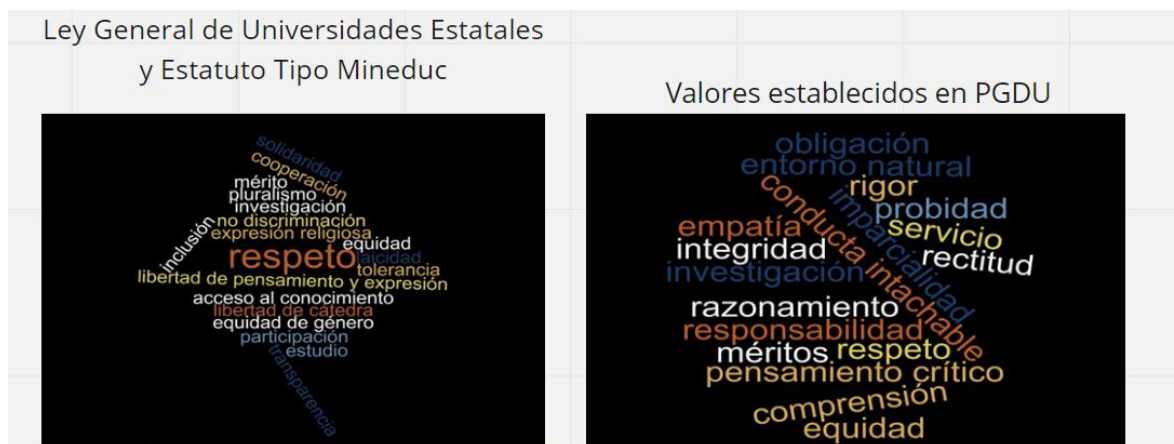 Ley General de Universidades Estatales
y Estatuto Tipo Mineduc
solidaridad
cooperación
mérito
pluralismo
investigación
no discriminación
expresión religiosa
inclusión
equidad
respeto
laicidad
tolerancia
libertad de pensamiento y expresión
acceso al conocimiento
libertad de cátedra
equidad de género
participación
estudio
transparencia
Valores establecidos en PGDU
obligación
entorno natural
rigor
conducta intachable
imparcialidad
probidad
empatía
servicio
integridad
rectitud
investigación
razonamiento
responsabilidad
méritos
respeto
pensamiento crítico
comprensión
equidad